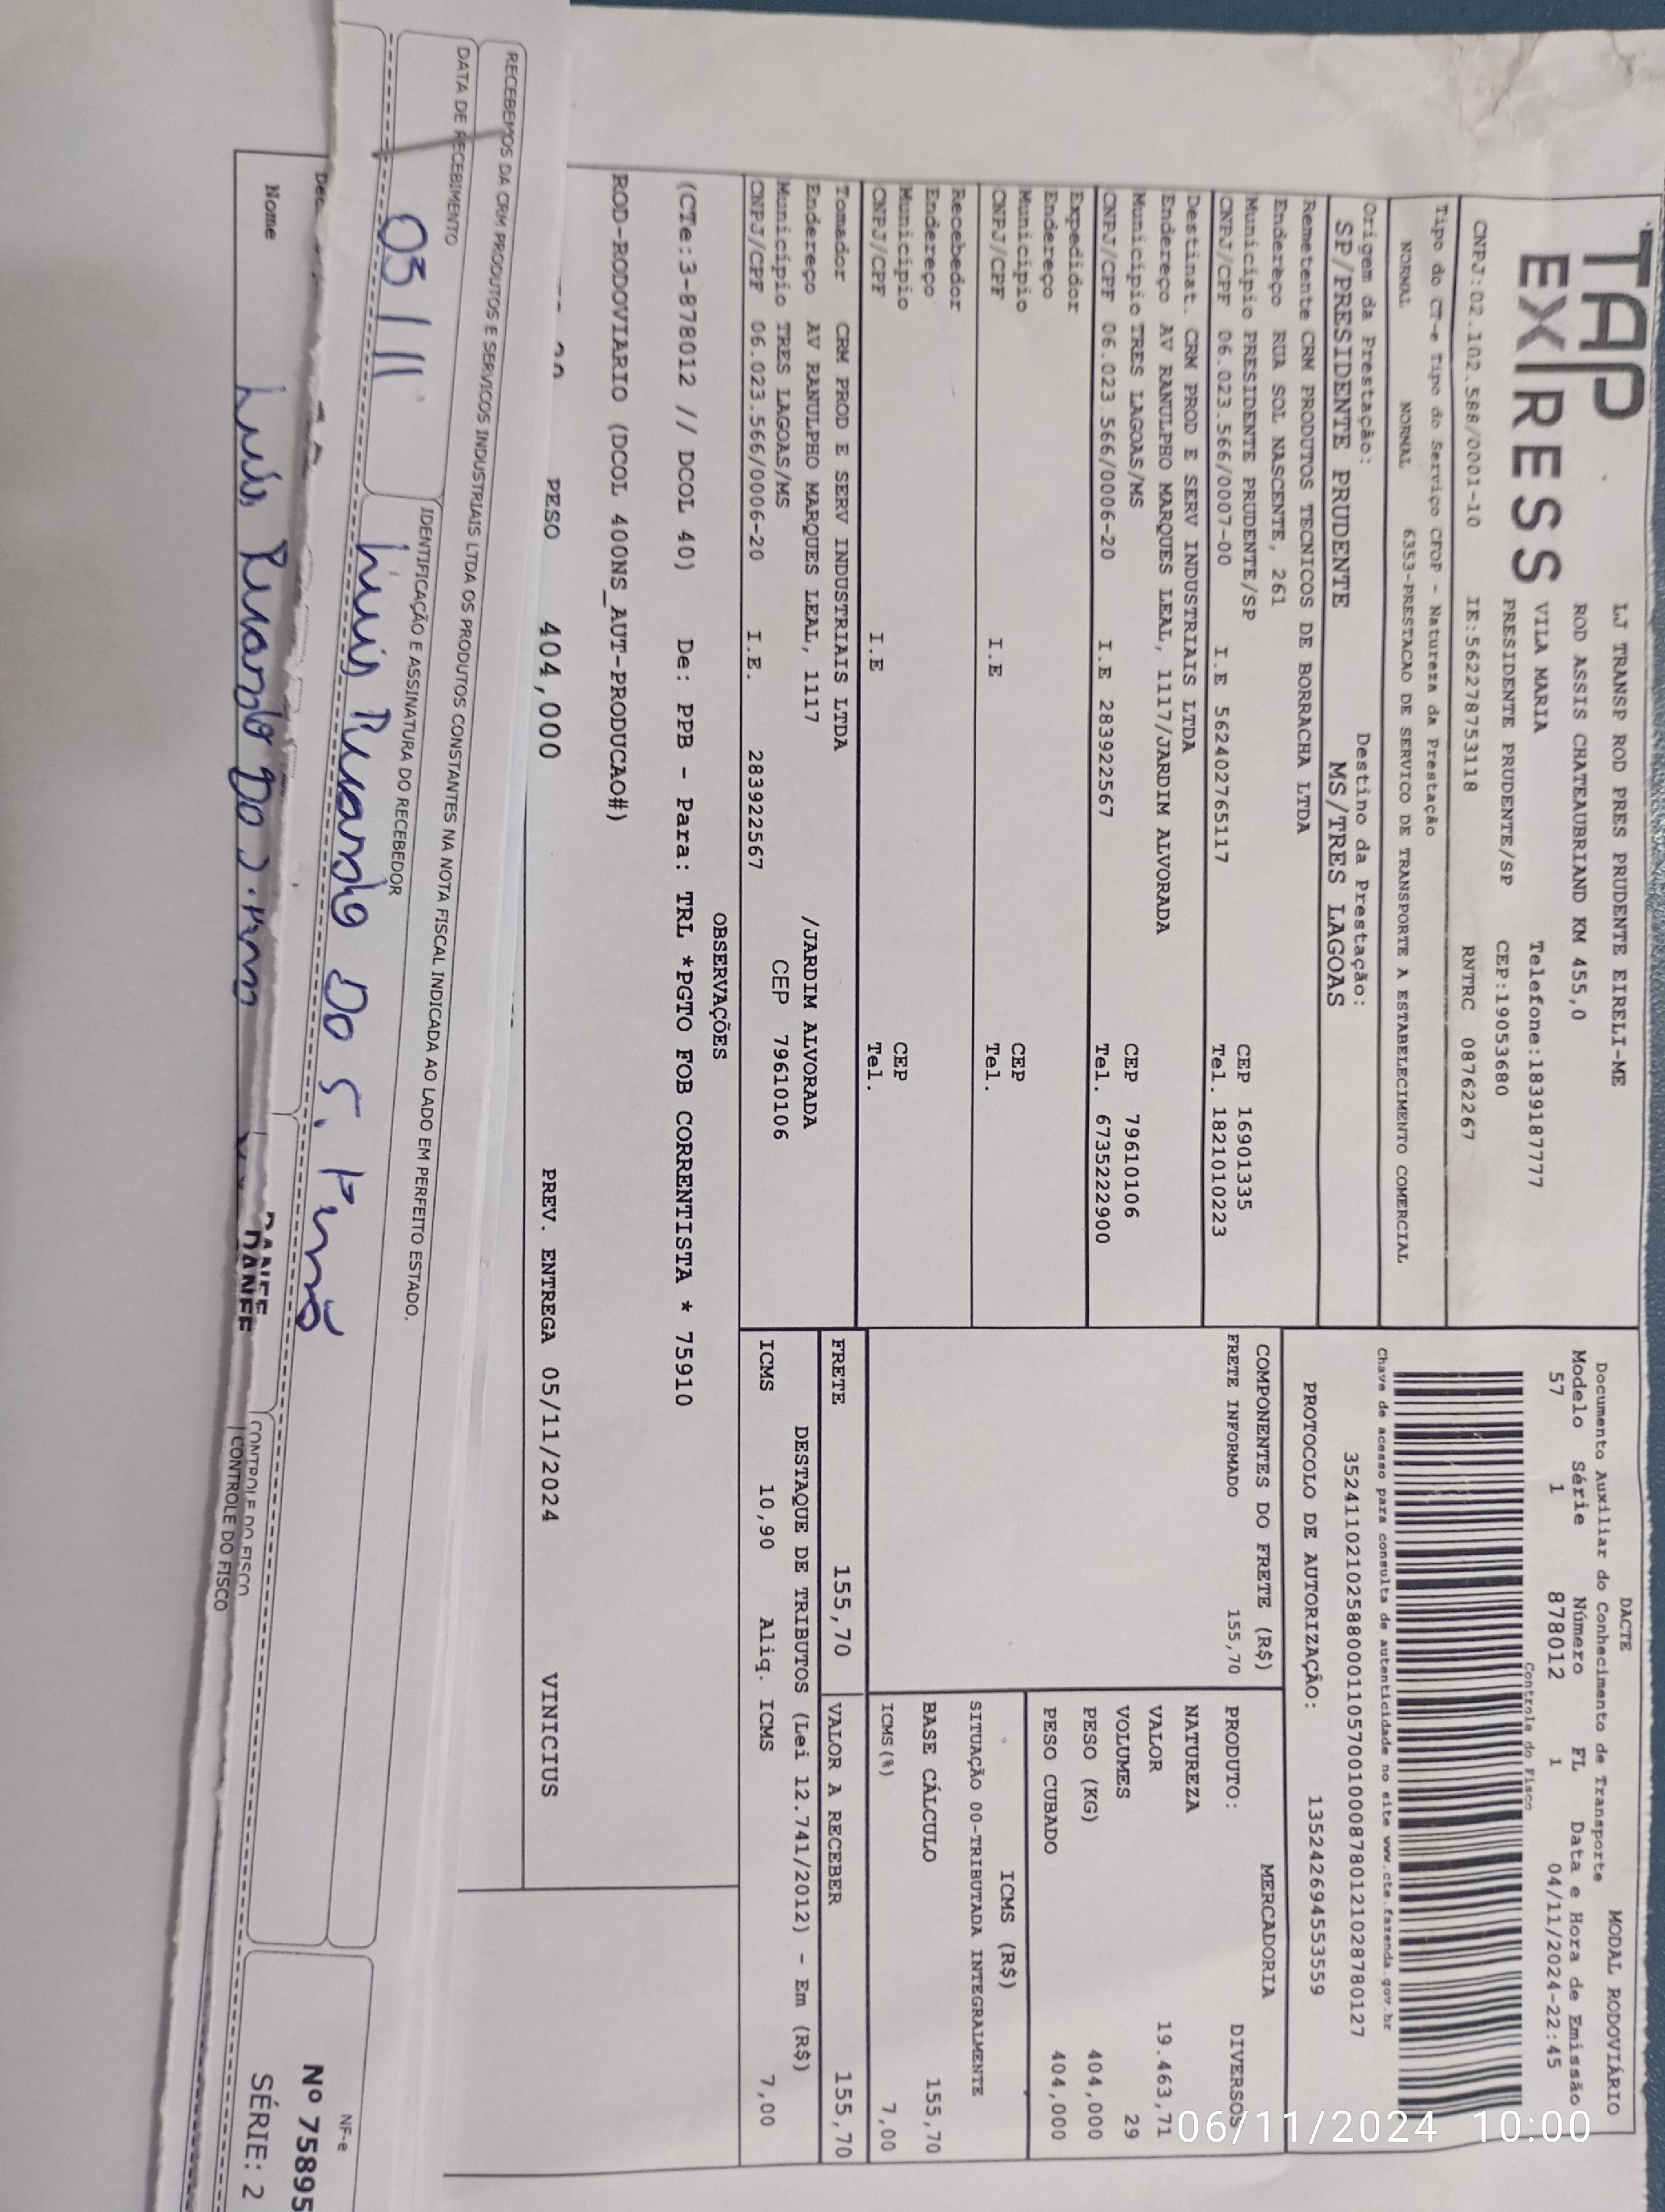 TAP
EXPRESS
LJ TRANSP ROD PRES PRUDENTE EIRELI-ME
ROD ASSIS CHATEAUBRIAND KM 455,0
VILA MARIA Telefone:1839187777
PRESIDENTE PRUDENTE/SP CEP:19053680
CNPJ:02.102.588/0001-10 IE:562278753118 RNTRC 08762267
Tipo do CT-e Tipo do Serviço CFOP - Natureza da Prestação
NORMAL NORMAL 6353-PRESTACAO DE SERVICO DE TRANSPORTE A ESTABELECIMENTO COMERCIAL
Origem da Prestação: Destino da Prestação:
SP/PRESIDENTE PRUDENTE MS/TRES LAGOAS
DACTE MODAL RODOVIÁRIO
Documento Auxiliar do Conhecimento de Transporte
Modelo Série Número FL Data e Hora de Emissão
57 1 878012 1 04/11/2024-22:45
Controle do Fisco
Chave de acesso para consulta de autenticidade no site www.cte.fazenda.gov.br
35241102102588000110570010008780121028780127
PROTOCOLO DE AUTORIZAÇÃO: 135242694553559
Remetente CRM PRODUTOS TECNICOS DE BORRACHA LTDA
Endereço RUA SOL NASCENTE, 261
Município PRESIDENTE PRUDENTE/SP CEP 16901335
CNPJ/CPF 06.023.566/0007-00 I.E 562402765117 Tel. 1821010223
Destinat. CRM PROD E SERV INDUSTRIAIS LTDA
Endereço AV RANULPHO MARQUES LEAL, 1117/JARDIM ALVORADA
Município TRES LAGOAS/MS CEP 79610106
CNPJ/CPF 06.023.566/0006-20 I.E 283922567 Tel. 6735222900
Expedidor
Endereço
Município CEP
CNPJ/CPF I.E Tel.
Recebedor
Endereço
Município CEP
CNPJ/CPF I.E Tel.
Tomador CRM PROD E SERV INDUSTRIAIS LTDA
Endereço AV RANULPHO MARQUES LEAL, 1117 /JARDIM ALVORADA
Município TRES LAGOAS/MS CEP 79610106
CNPJ/CPF 06.023.566/0006-20 I.E. 283922567
COMPONENTES DO FRETE (R$)
FRETE INFORMADO 155,70
MERCADORIA
PRODUTO: DIVERSOS
NATUREZA
VALOR 19.463,71
VOLUMES 29
PESO (KG) 404,000
PESO CUBADO 404,000
ICMS (R$)
SITUAÇÃO 00-TRIBUTADA INTEGRALMENTE
BASE CÁLCULO 155,70
ICMS(%) 7,00
FRETE 155,70 VALOR A RECEBER 155,70
DESTAQUE DE TRIBUTOS (Lei 12.741/2012) - Em (R$)
ICMS 10,90 Aliq. ICMS 7,00
OBSERVAÇÕES
(CTe:3-878012 // DCOL 40) De: PPB - Para: TRL *PGTO FOB CORRENTISTA * 75910
ROD-RODOVIARIO (DCOL 400NS_AUT-PRODUCAO#)
PESO 404,000 PREV. ENTREGA 05/11/2024 VINICIUS
RECEBEMOS DA CRM PRODUTOS E SERVICOS INDUSTRIAIS LTDA OS PRODUTOS CONSTANTES NA NOTA FISCAL INDICADA AO LADO EM PERFEITO ESTADO.
DATA DE RECEBIMENTO IDENTIFICAÇÃO E ASSINATURA DO RECEBEDOR
Luis Ricardo Do S.
NF-e
Nº 75895
SÉRIE: 2
Nome Luis Ricardo Do
DANFE
DANFE
CONTROLE DO FISCO
CONTROLE DO FISCO
06/11/2024 10:00